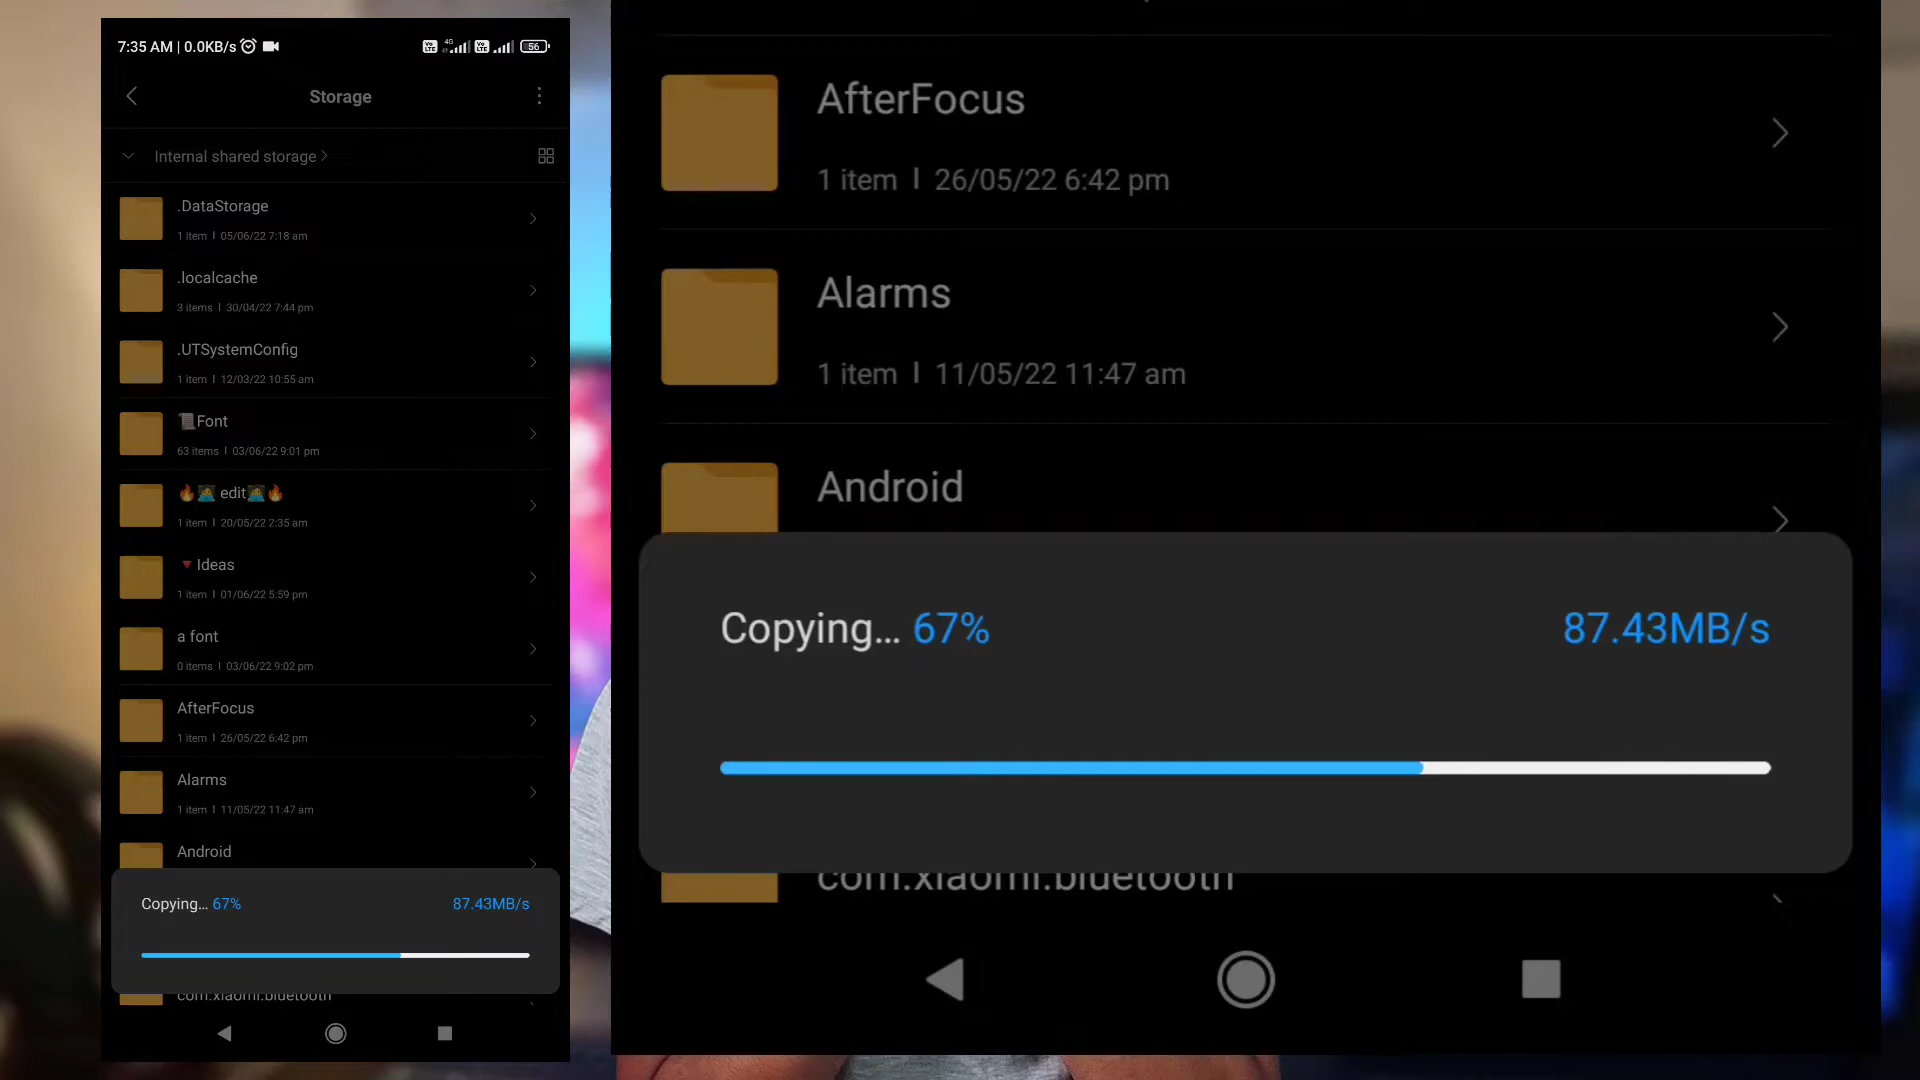 7:35 AM | 0.0KB/s
Vo LTE 4G Vo LTE 56
Storage
Internal shared storage
.DataStorage
1 item | 05/06/22 7:18 am
.localcache
3 items | 30/04/22 7:44 pm
.UTSystemConfig
1 item | 12/03/22 10:55 am
📜Font
63 items | 03/06/22 9:01 pm
🔥🧑‍💻 edit🧑‍💻🔥
1 item | 20/05/22 2:35 am
🔻Ideas
1 item | 01/06/22 5:59 pm
a font
0 items | 03/06/22 9:02 pm
AfterFocus
1 item | 26/05/22 6:42 pm
Alarms
1 item | 11/05/22 11:47 am
Android
Copying... 67% 87.43MB/s
com.xiaomi.bluetooth
AfterFocus
1 item | 26/05/22 6:42 pm
Alarms
1 item | 11/05/22 11:47 am
Android
Copying... 67% 87.43MB/s
com.xiaomi.bluetooth